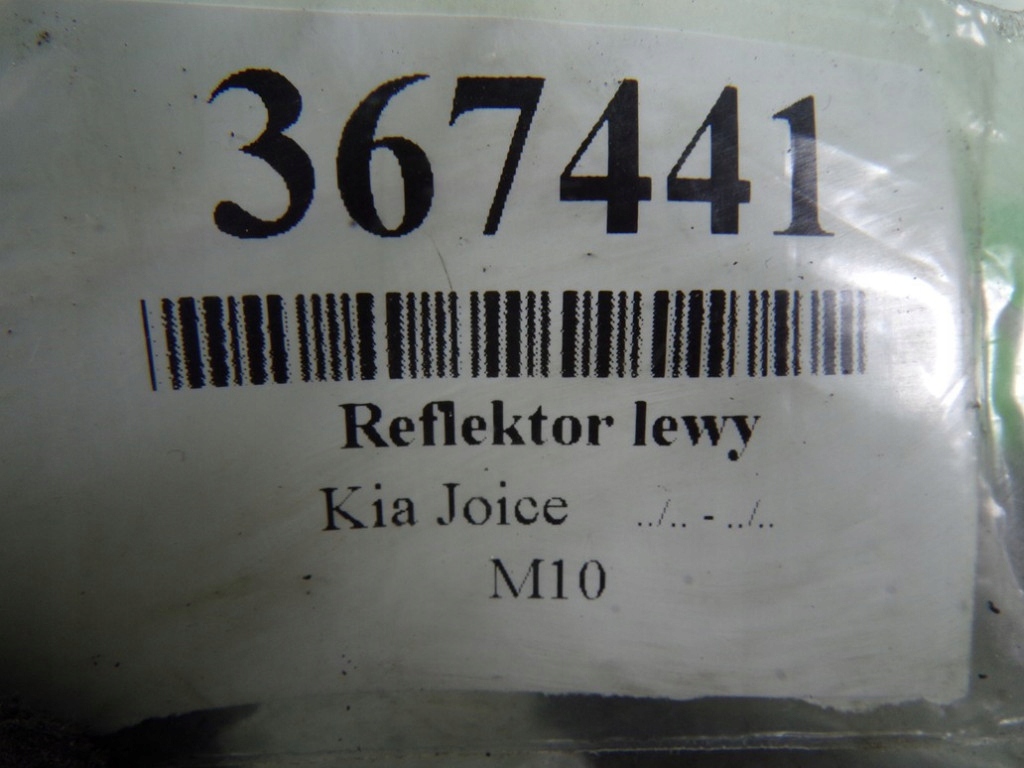 367441
Reflektor lewy
Kia Joice ../.. - ../..
M10